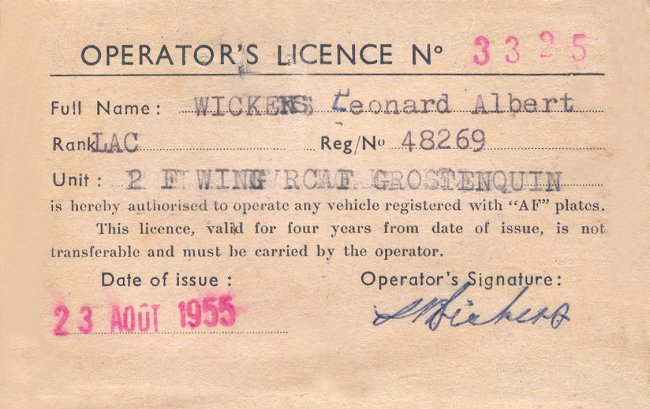 OPERATOR'S LICENCE Nº 3325
Full Name: WICKENS Leonard Albert
Rank LAC Reg/Nº 48269
Unit: 2 F WING RCAF GROSTENQUIN
is hereby authorised to operate any vehicle registered with "AF" plates.
This licence, valid for four years from date of issue, is not
transferable and must be carried by the operator.
Date of issue: Operator's Signature:
23 AOÛT 1955 L A Wickens